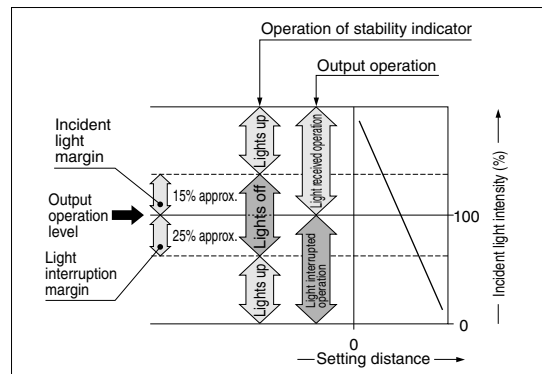 Operation of stability indicator
Output operation
Incident
light
margin
Output
operation
level
Light
interruption
margin
15% approx.
25% approx.
Lights up
Lights off
Lights up
Light received operation
Light interrupted
operation
100
0
0
Setting distance
Incident light intensity (%)